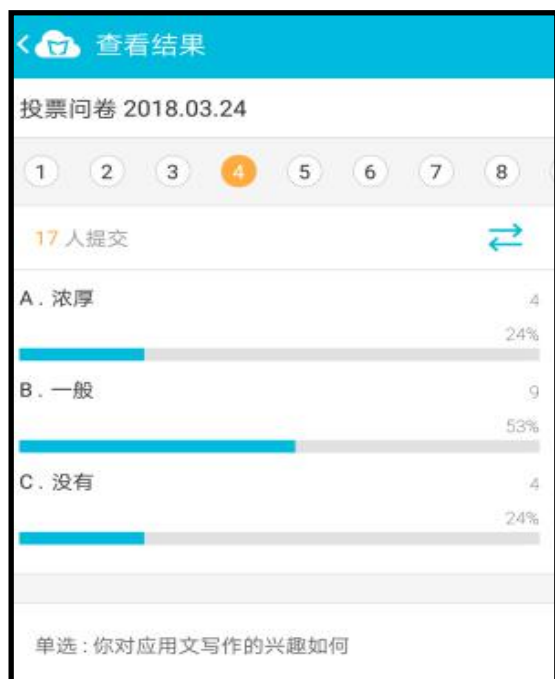 查看结果
投票问卷 2018.03.24
1 2 3 4 5 6 7 8
17 人提交
A . 浓厚 4
24%
B . 一般 9
53%
C . 没有 4
24%
单选 : 你对应用文写作的兴趣如何